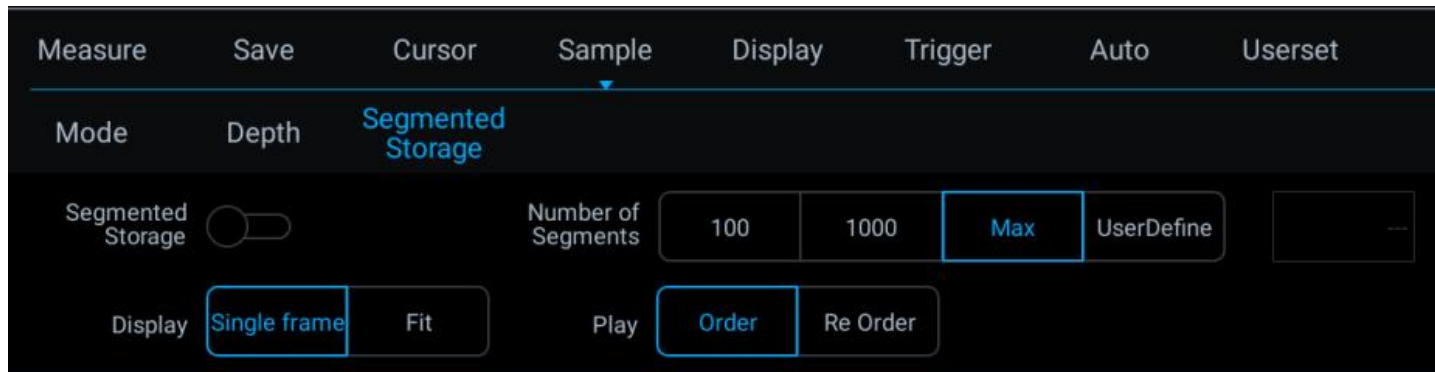 Measure Save Cursor Sample Display Trigger Auto Userset
Mode Depth Segmented
Storage
Segmented
Storage
Number of
Segments
100 1000 Max UserDefine ---
Display Single frame Fit Play Order Re Order